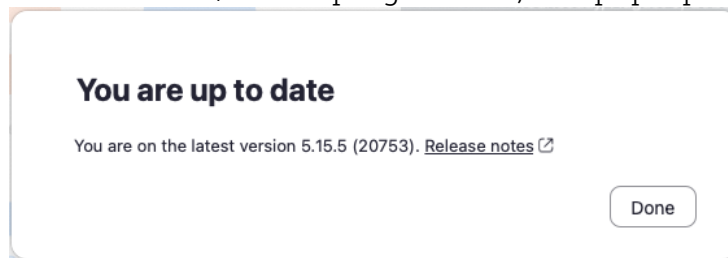 You are up to date
You are on the latest version 5.15.5 (20753). Release notes
Done